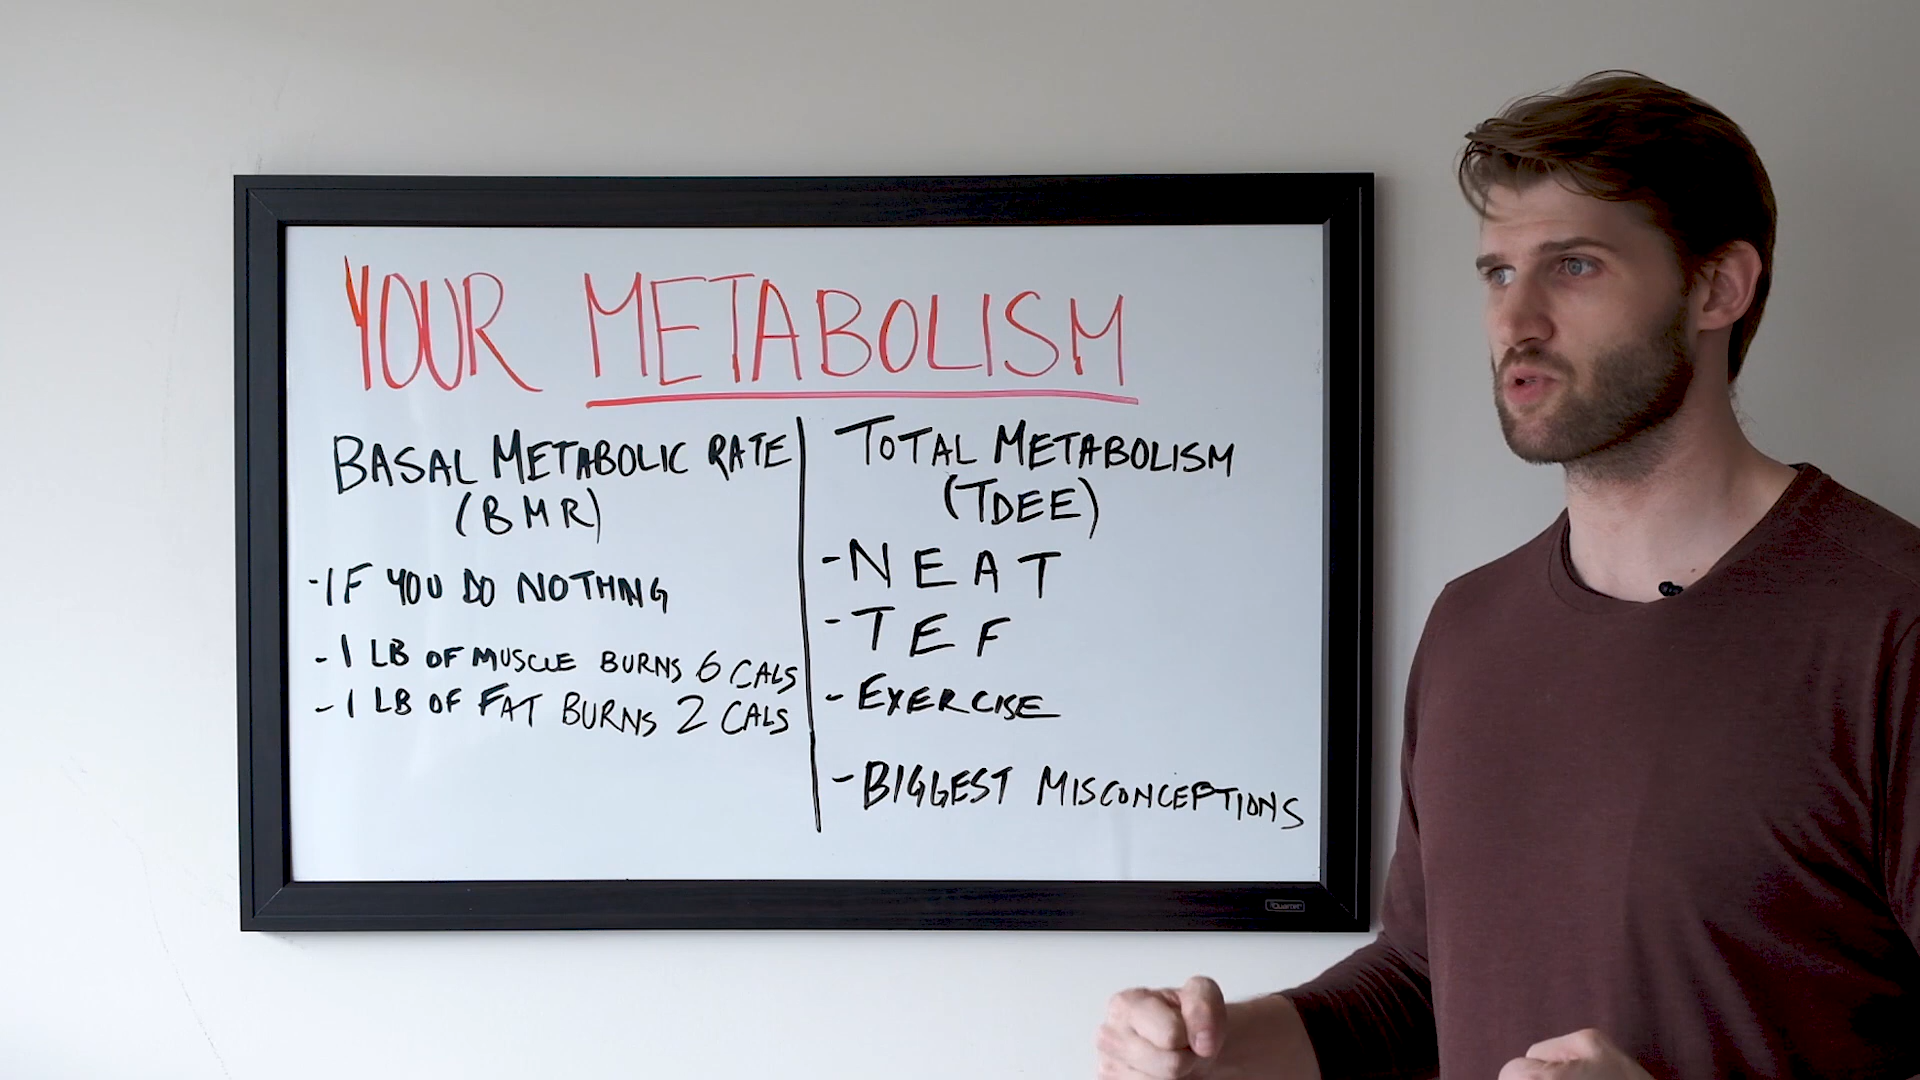 YOUR METABOLISM
BASAL METABOLIC RATE
(BMR)
-IF YOU DO NOTHING
-1 LB OF MUSCLE BURNS 6 CALS
-1 LB OF FAT BURNS 2 CALS
TOTAL METABOLISM
(TDEE)
-NEAT
-TEF
-EXERCISE
-BIGGEST MISCONCEPTIONS
Quartet